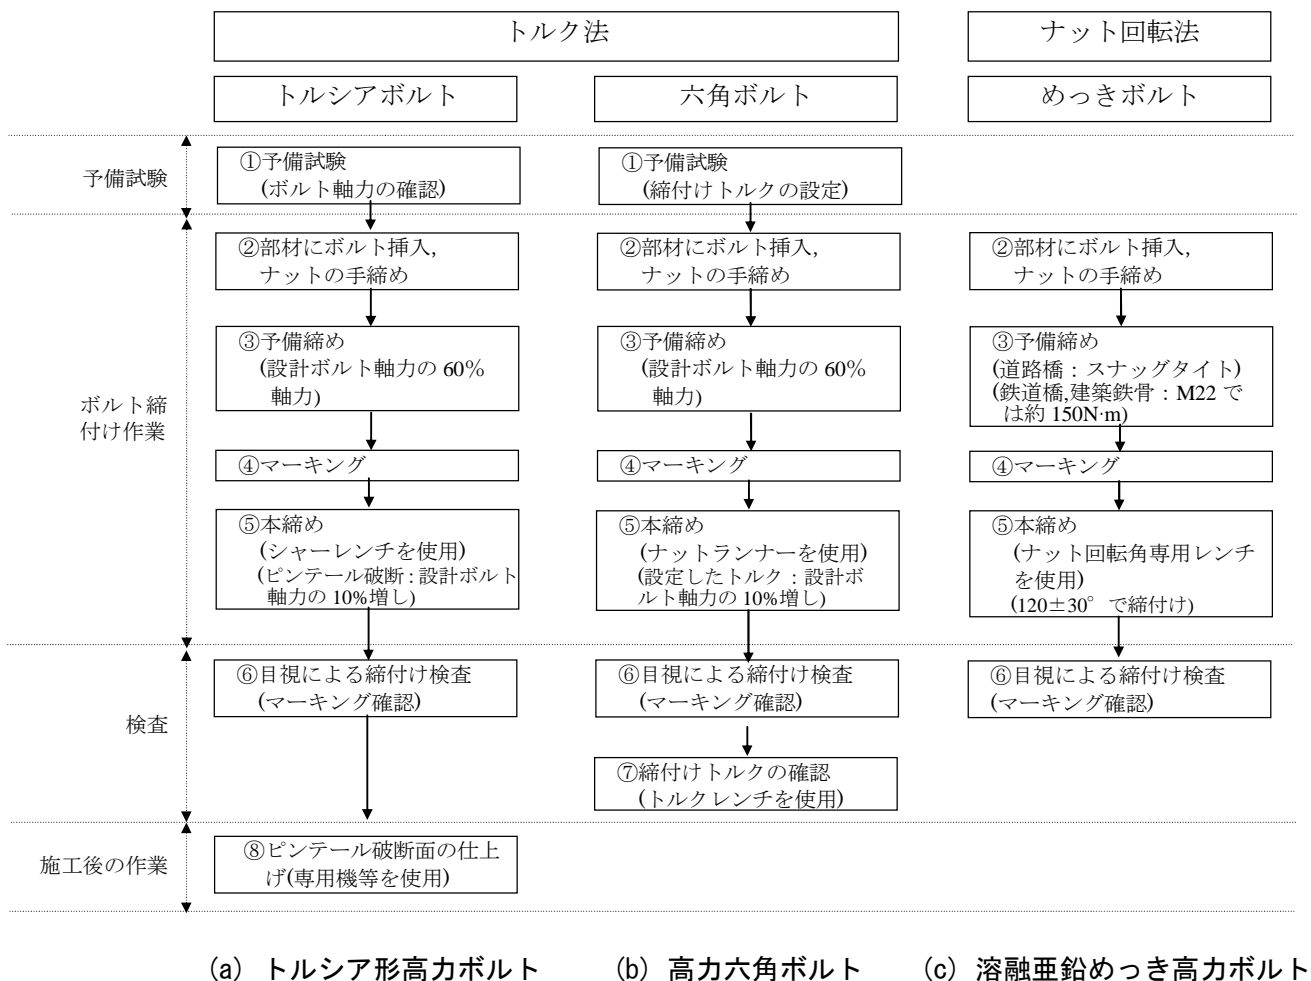 トルク法
ナット回転法
トルシアボルト
六角ボルト
めっきボルト
予備試験
①予備試験
(ボルト軸力の確認)
①予備試験
(締付けトルクの設定)
ボルト締
付け作業
②部材にボルト挿入,
ナットの手締め
②部材にボルト挿入,
ナットの手締め
②部材にボルト挿入,
ナットの手締め
③予備締め
(設計ボルト軸力の 60%
軸力)
③予備締め
(設計ボルト軸力の 60%
軸力)
③予備締め
(道路橋：スナッグタイト)
(鉄道橋,建築鉄骨：M22 で
は約 150N·m)
④マーキング
④マーキング
④マーキング
⑤本締め
(シャーレンチを使用)
(ピンテール破断：設計ボルト
軸力の 10%増し)
⑤本締め
(ナットランナーを使用)
(設定したトルク：設計ボ
ルト軸力の 10%増し)
⑤本締め
(ナット回転角専用レンチ
を使用)
(120±30° で締付け)
検査
⑥目視による締付け検査
(マーキング確認)
⑥目視による締付け検査
(マーキング確認)
⑥目視による締付け検査
(マーキング確認)
⑦締付けトルクの確認
(トルクレンチを使用)
施工後の作業
⑧ピンテール破断面の仕上
げ(専用機等を使用)
(a) トルシア形高力ボルト
(b) 高力六角ボルト
(c) 溶融亜鉛めっき高力ボルト